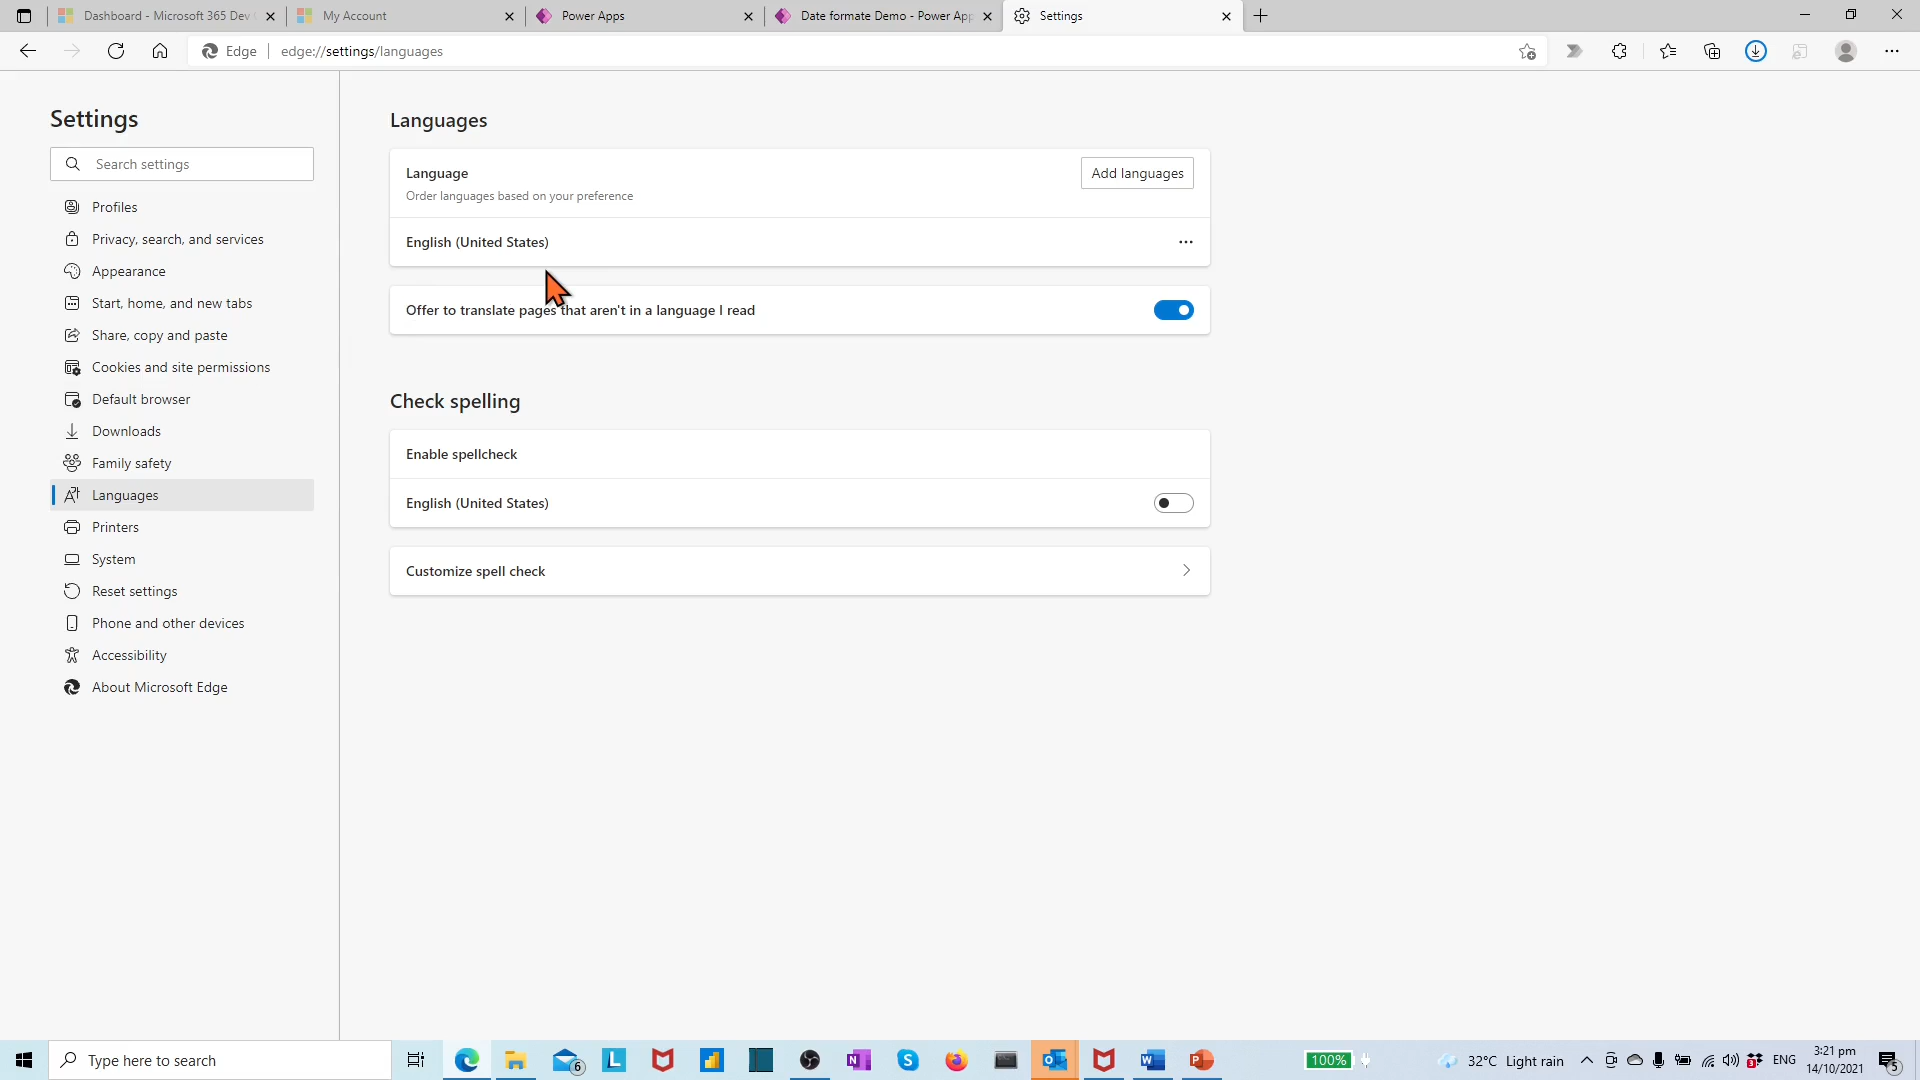 Dashboard - Microsoft 365 Dev
My Account
Power Apps
Date formate Demo - Power App
Settings
Edge
edge://settings/languages
Settings
Search settings
Profiles
Privacy, search, and services
Appearance
Start, home, and new tabs
Share, copy and paste
Cookies and site permissions
Default browser
Downloads
Family safety
Languages
Printers
System
Reset settings
Phone and other devices
Accessibility
About Microsoft Edge
Languages
Language
Add languages
Order languages based on your preference
English (United States)
Offer to translate pages that aren't in a language I read
Check spelling
Enable spellcheck
English (United States)
Customize spell check
Type here to search
6
L
N
S
W
P
100%
32°C Light rain
3
ENG
3:21 pm
14/10/2021
5